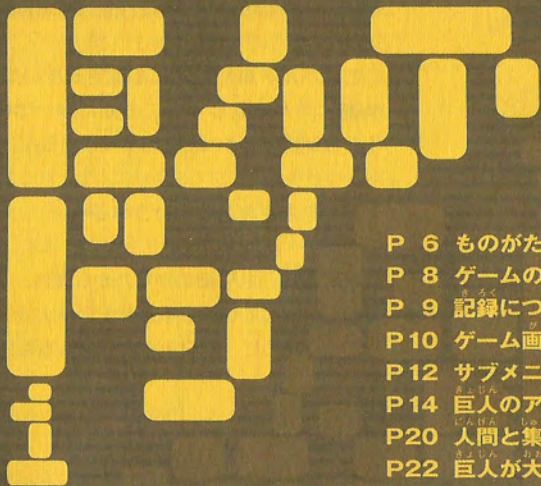 P 6 ものがた
P 8 ゲームの
P 9 記録につ
P10 ゲーム画
P12 サブメニ
P14 巨人のア
P20 人間と集
P22 巨人が大